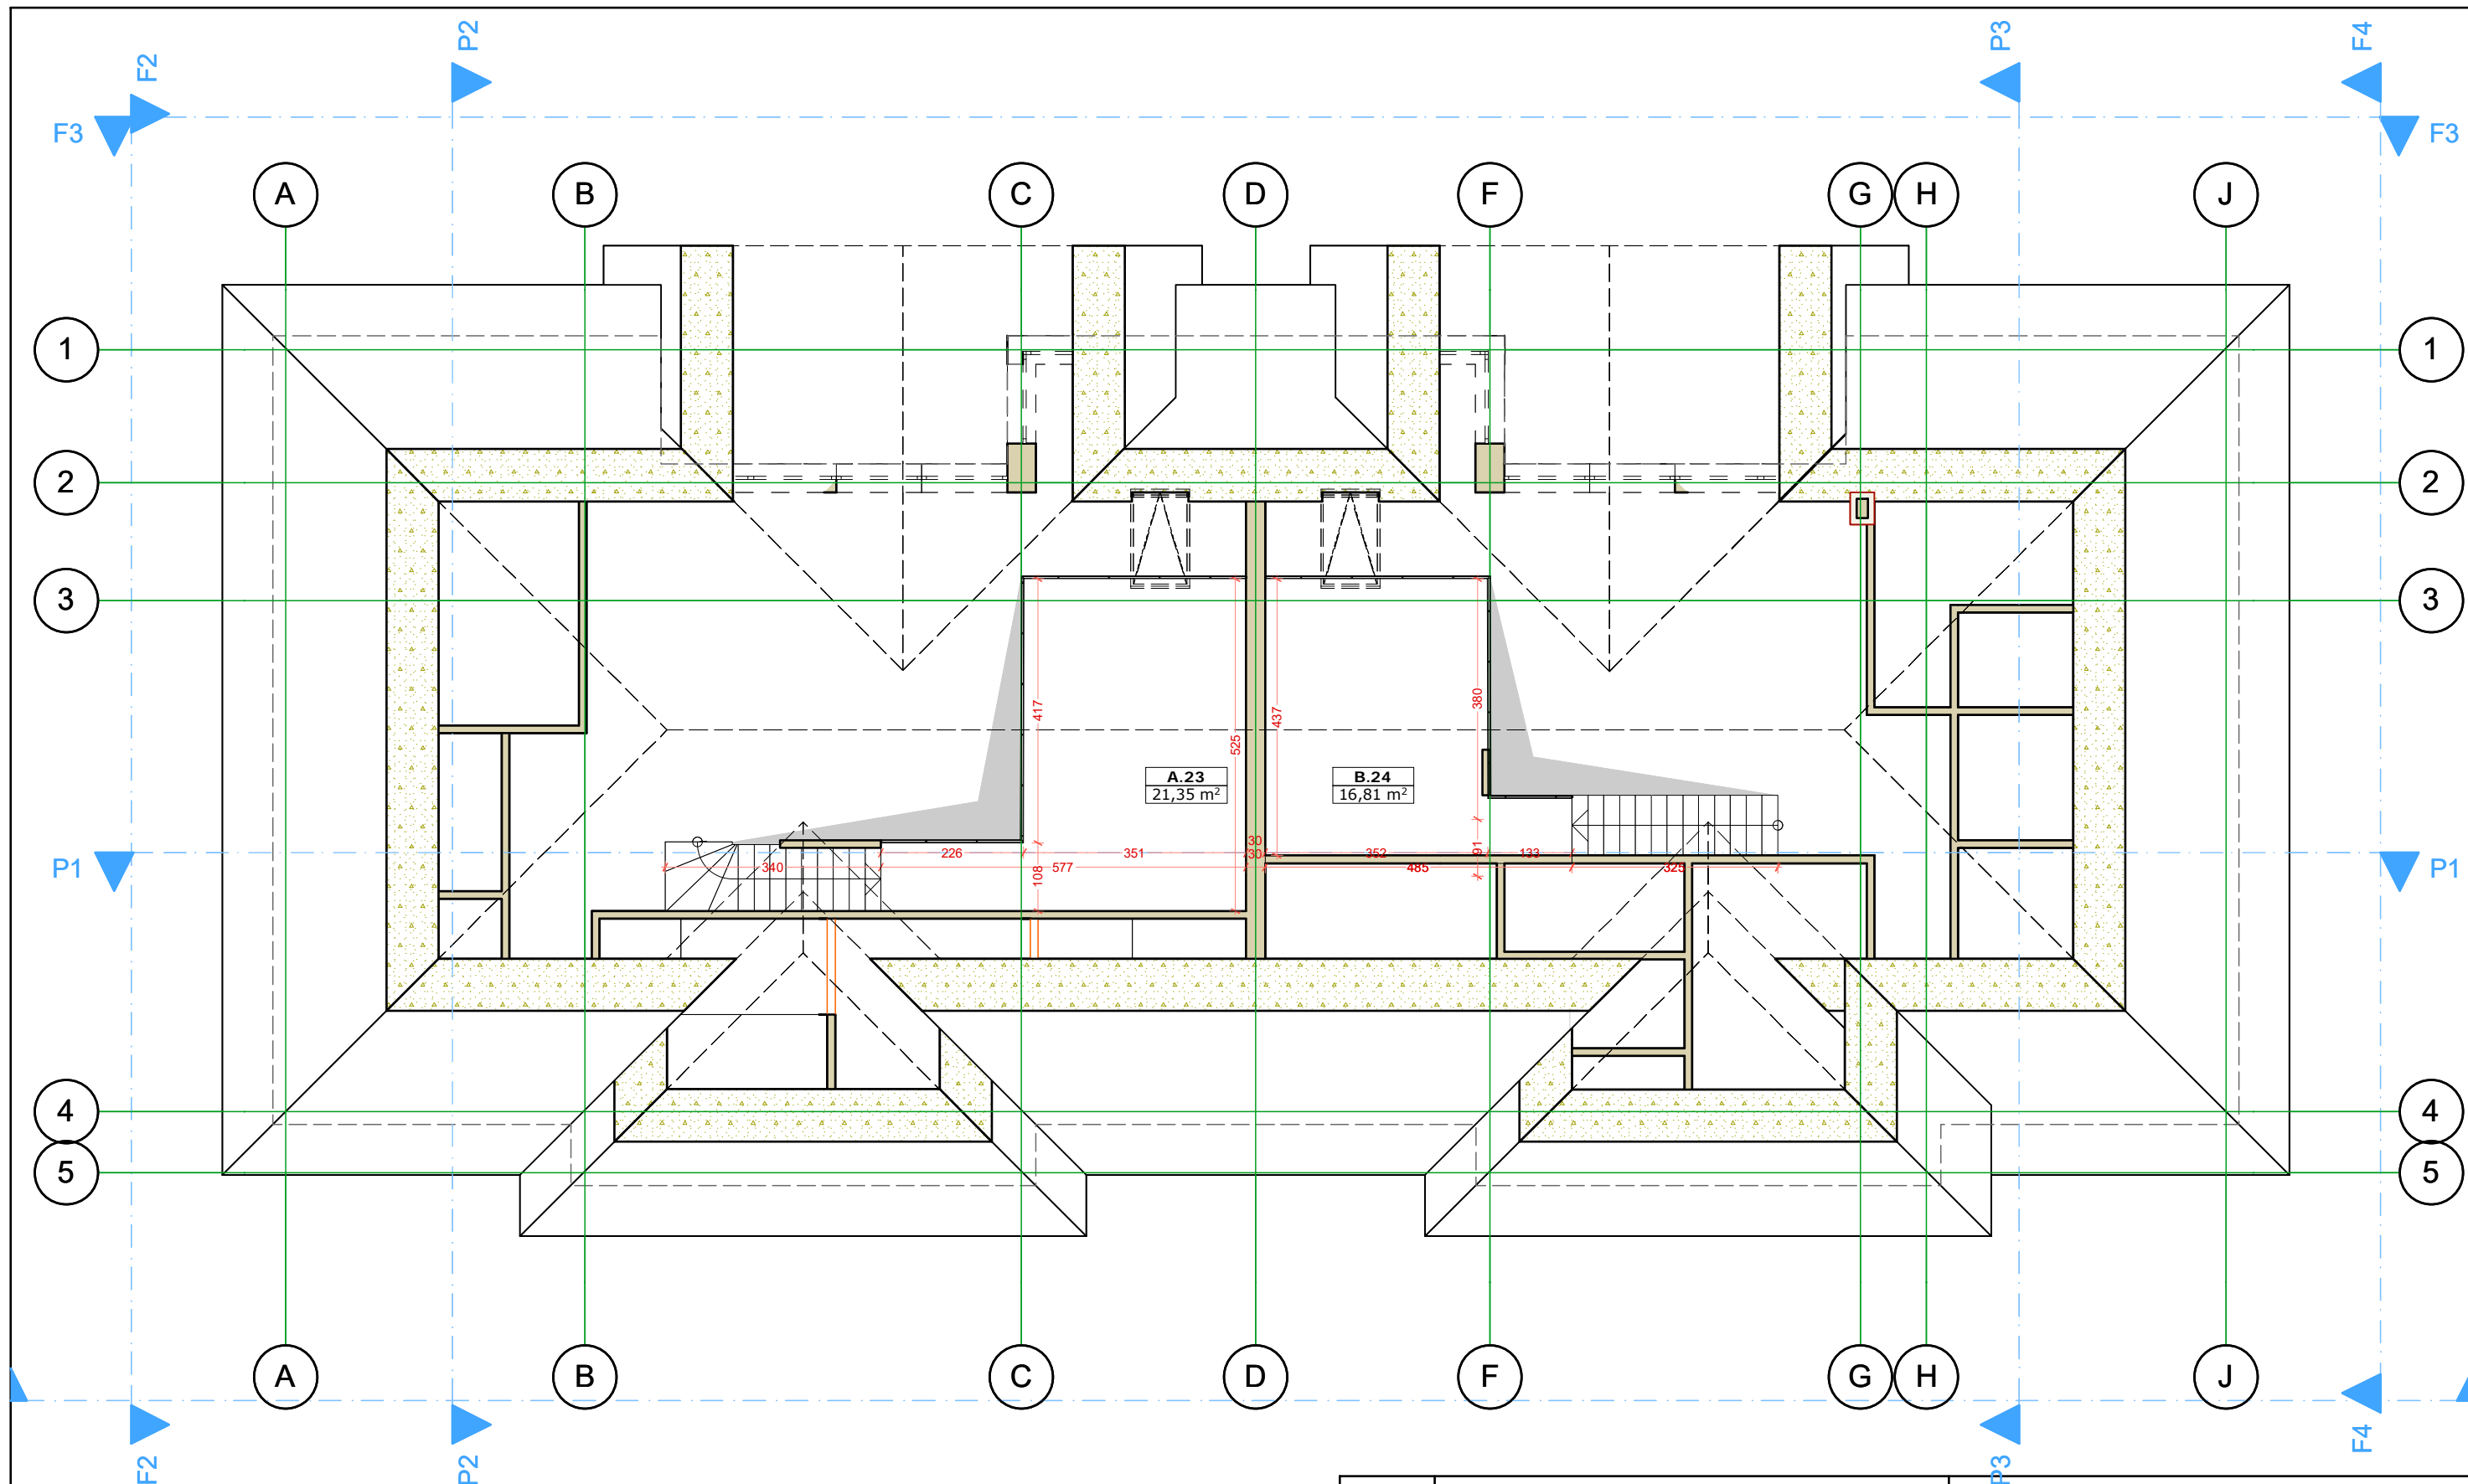 P2 P3 F4
F2
F3 F3
A B C D F G H J
1 1
2 2
3 3
417 525 437 380
A.23 B.24
21,35 m² 16,81 m²
226 351 30 352 133 91
P1 340 577 30 485 325 P1
108
4 4
5 5
A B C D F G H J
F2 P2 P3 F4